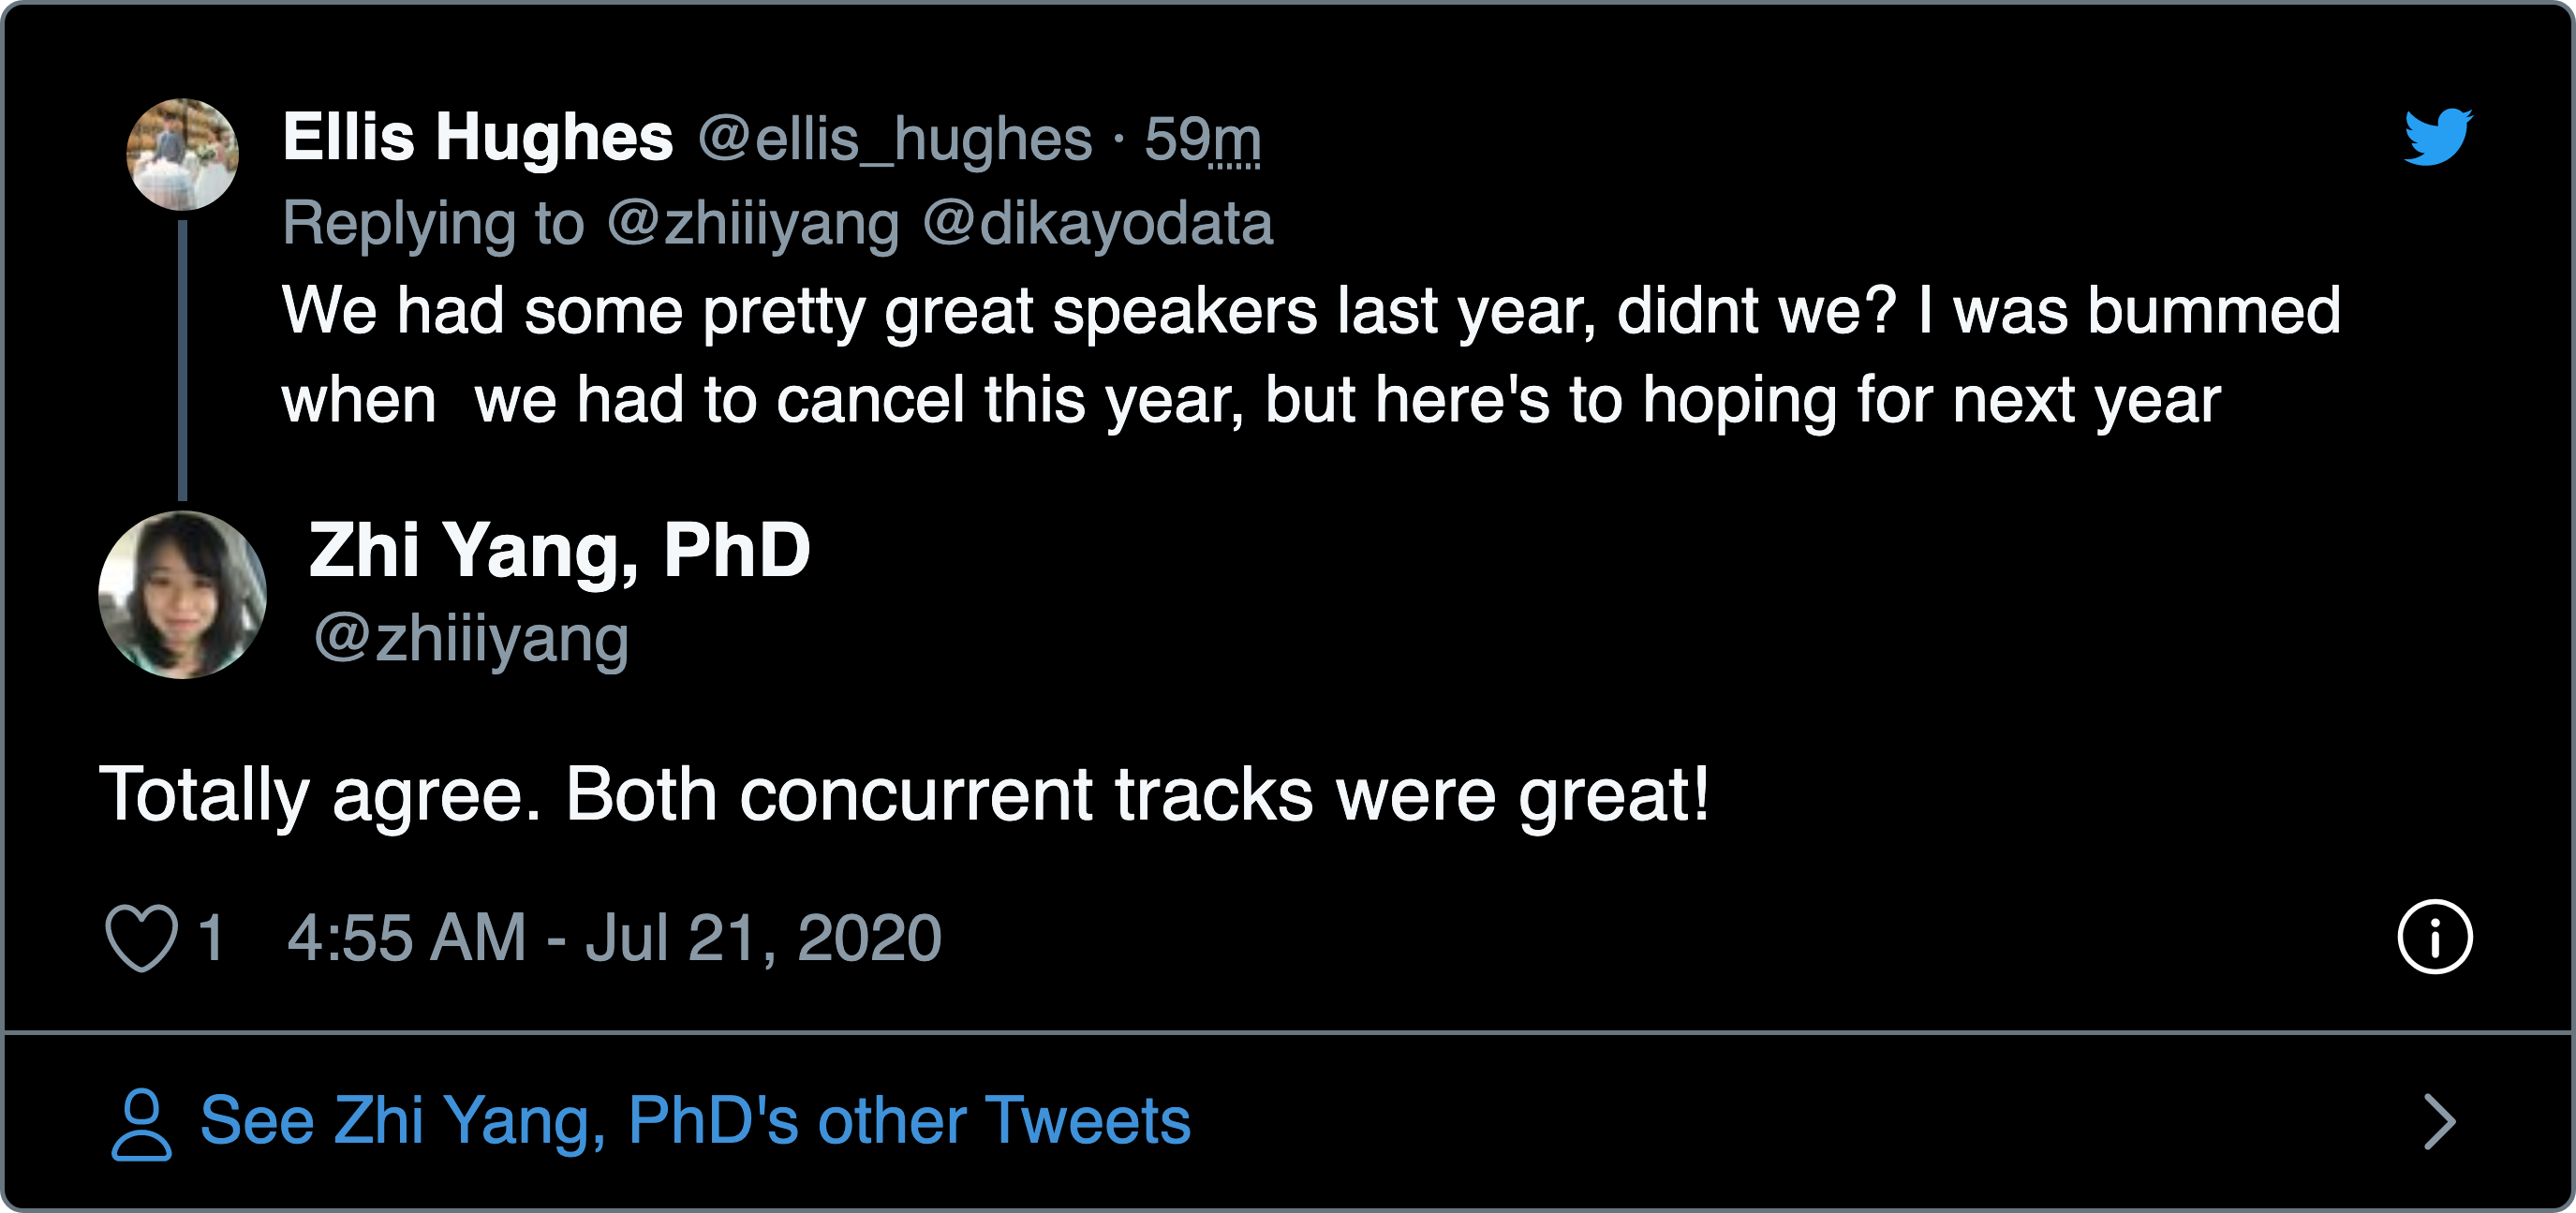 Ellis Hughes @ellis_hughes · 59m
Replying to @zhiiiyang @dikayodata
We had some pretty great speakers last year, didnt we? I was bummed
when  we had to cancel this year, but here's to hoping for next year
Zhi Yang, PhD
@zhiiiyang
Totally agree. Both concurrent tracks were great!
1 4:55 AM - Jul 21, 2020
See Zhi Yang, PhD's other Tweets